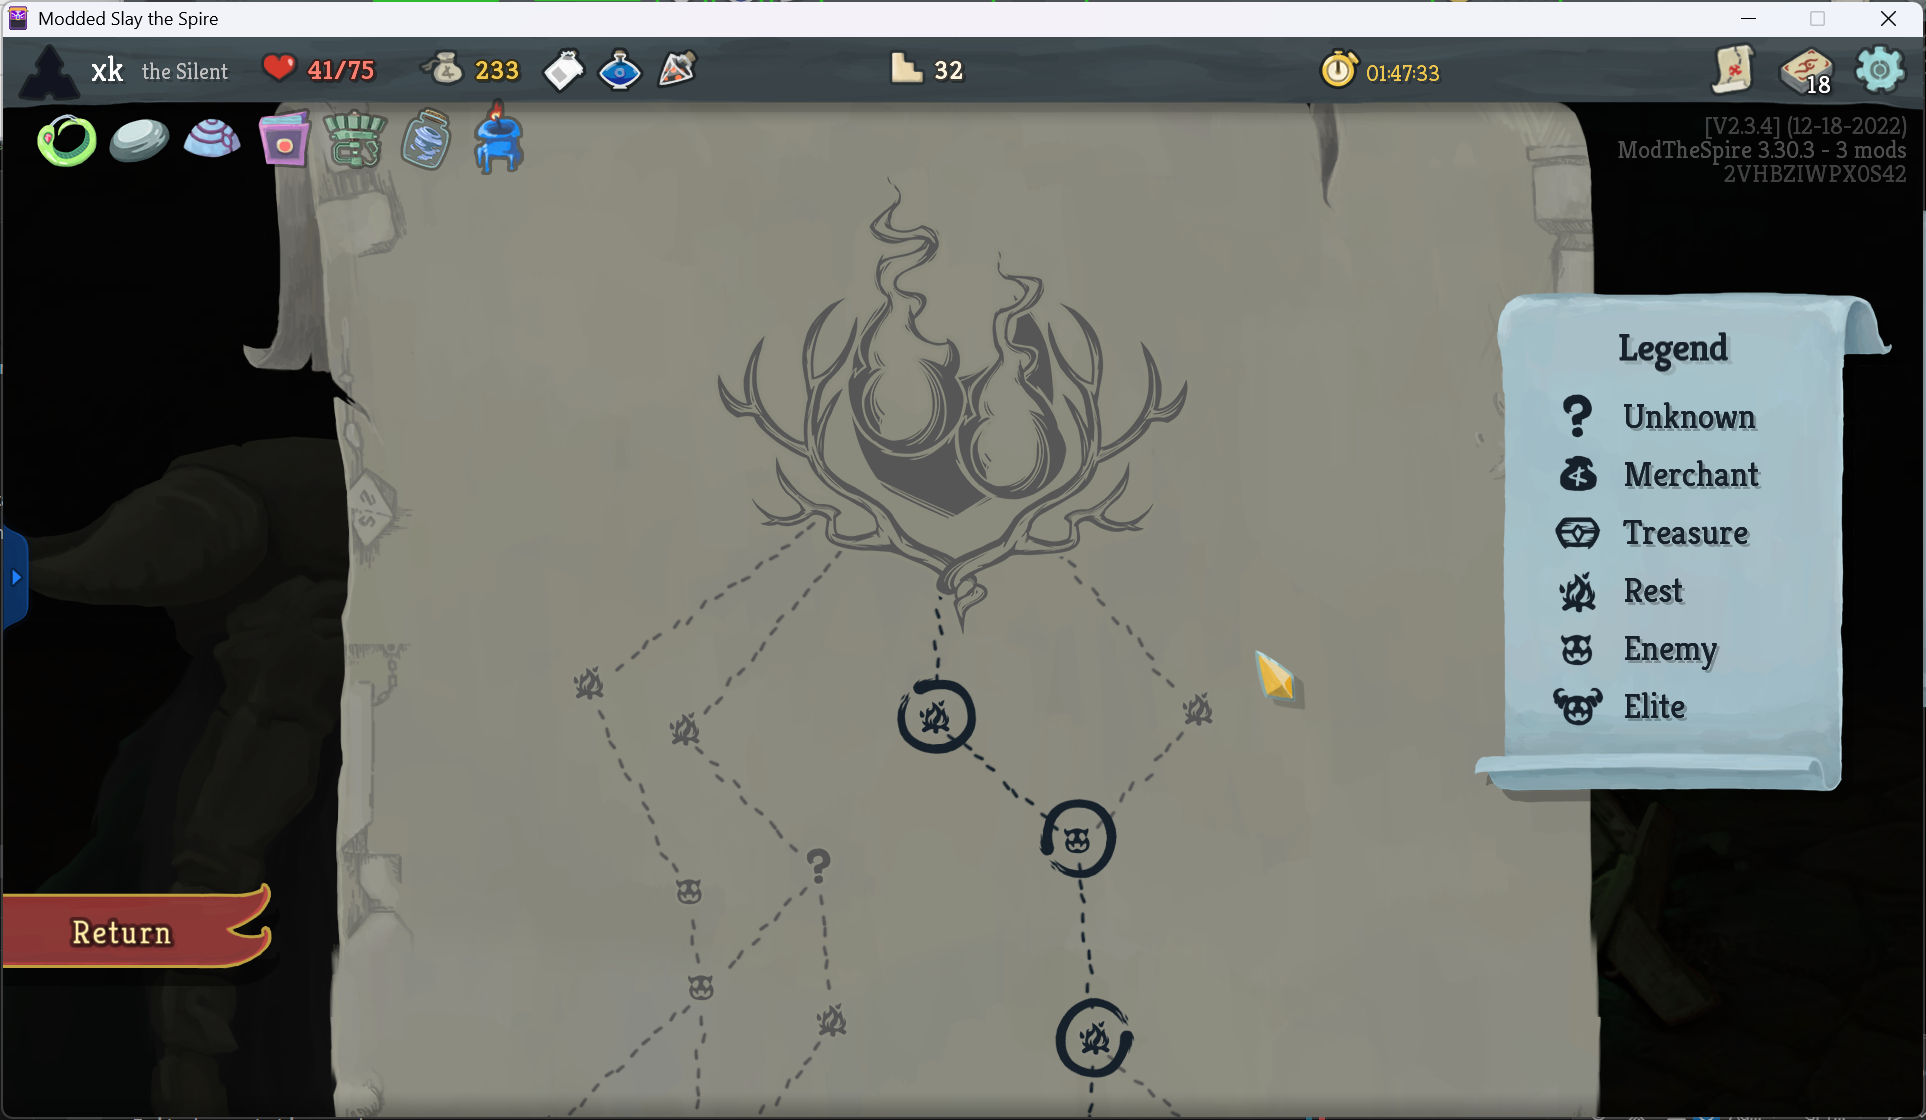 Modded Slay the Spire
xk the Silent 41/75 233 32 01:47:33 18
[V2.3.4] (12-18-2022)
ModTheSpire 3.30.3 - 3 mods
2VHBZIWPX0S42
Legend
Unknown
Merchant
Treasure
Rest
Enemy
Elite
Return